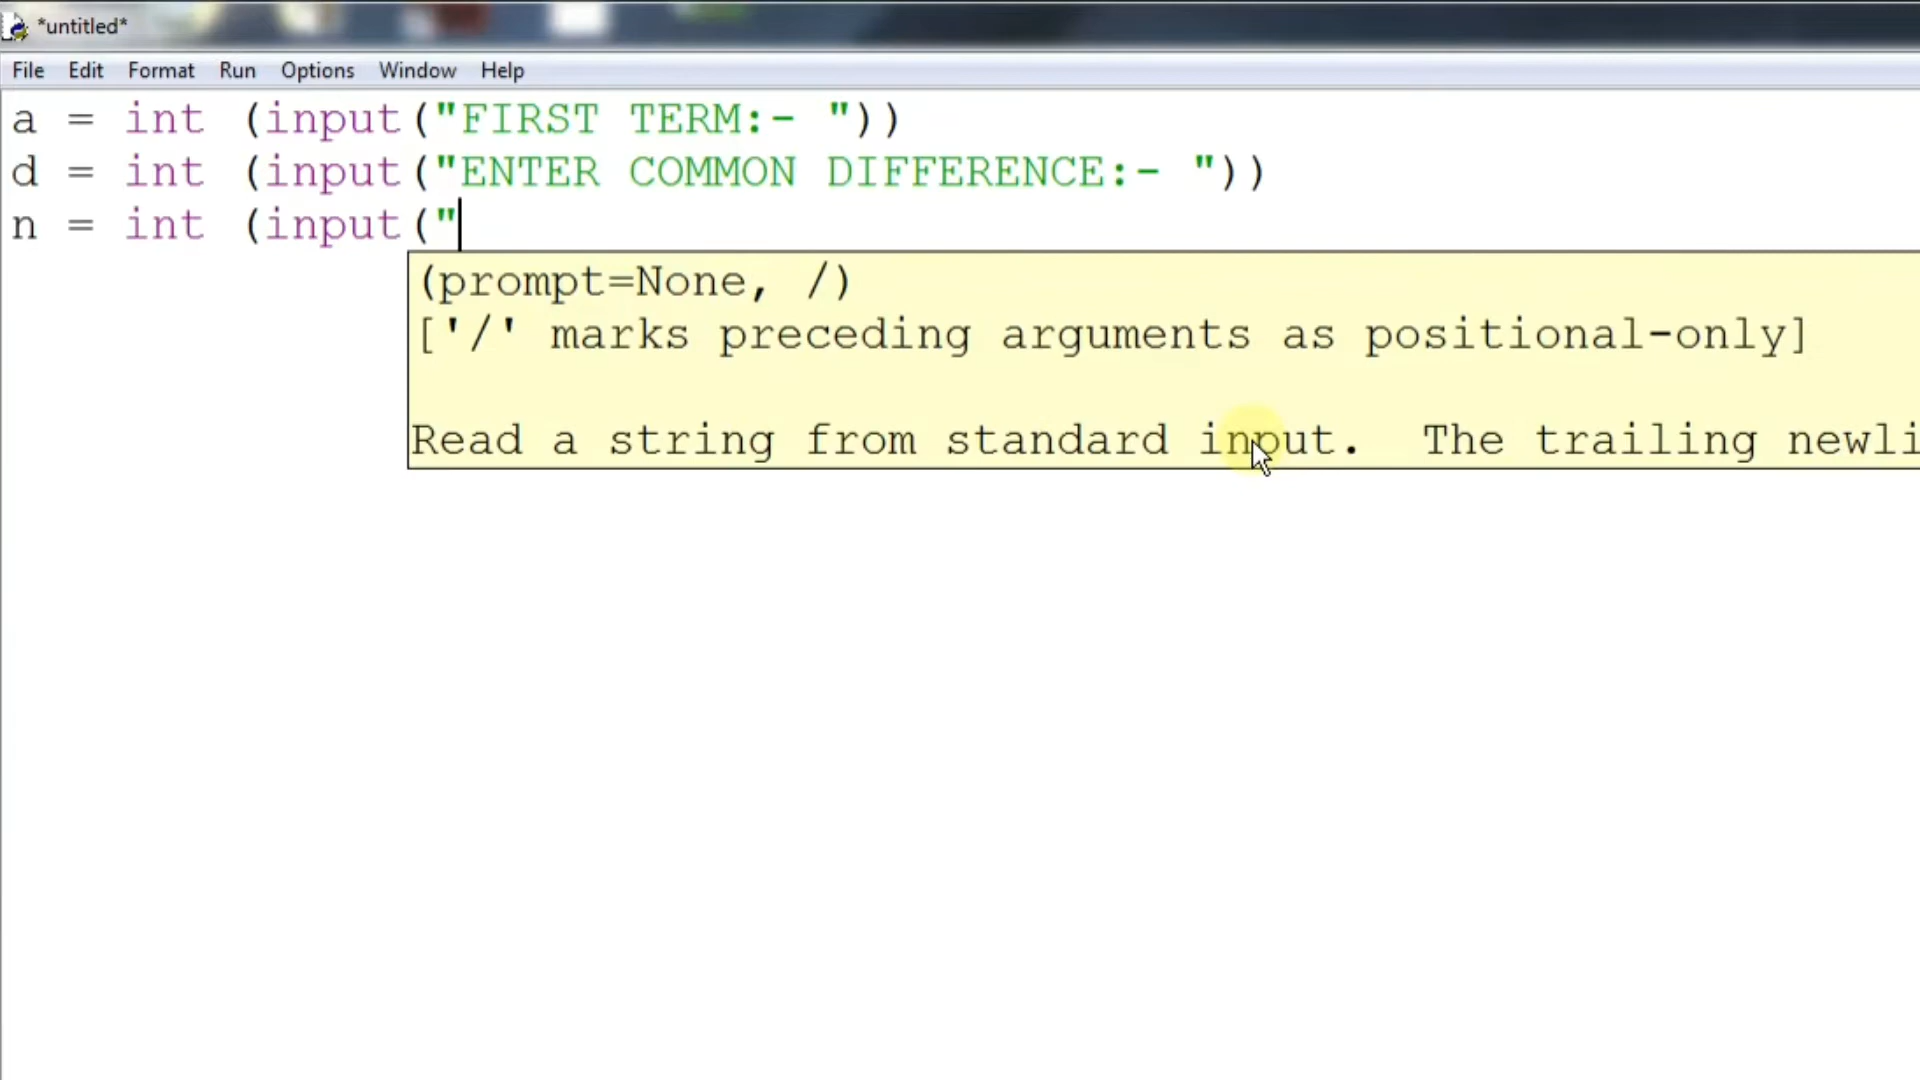 *untitled*
File Edit Format Run Options Window Help
a = int (input("FIRST TERM:- "))
d = int (input("ENTER COMMON DIFFERENCE:- "))
n = int (input("
(prompt=None, /)
['/' marks preceding arguments as positional-only]
Read a string from standard input. The trailing newli